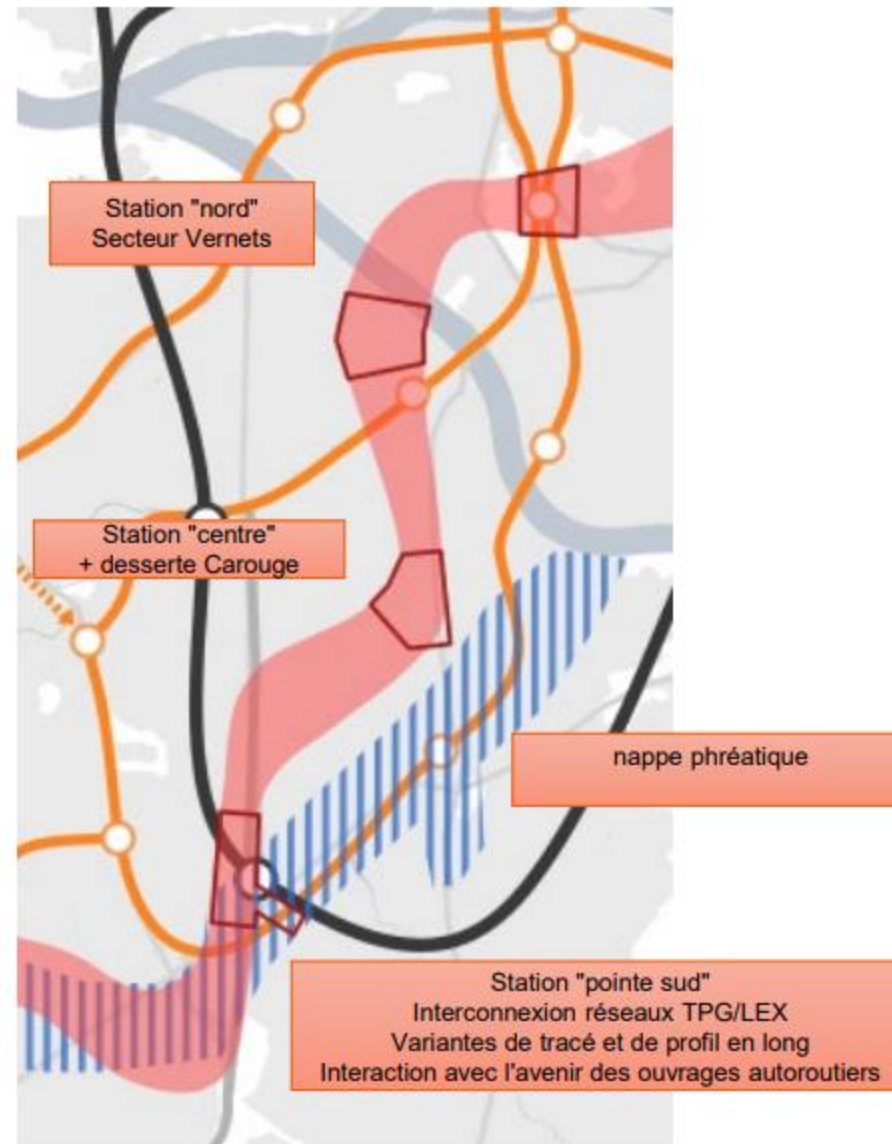 Station "nord"
Secteur Vernets
Station "centre"
+ desserte Carouge
nappe phréatique
Station "pointe sud"
Interconnexion réseaux TPG/LEX
Variantes de tracé et de profil en long
Interaction avec l'avenir des ouvrages autoroutiers